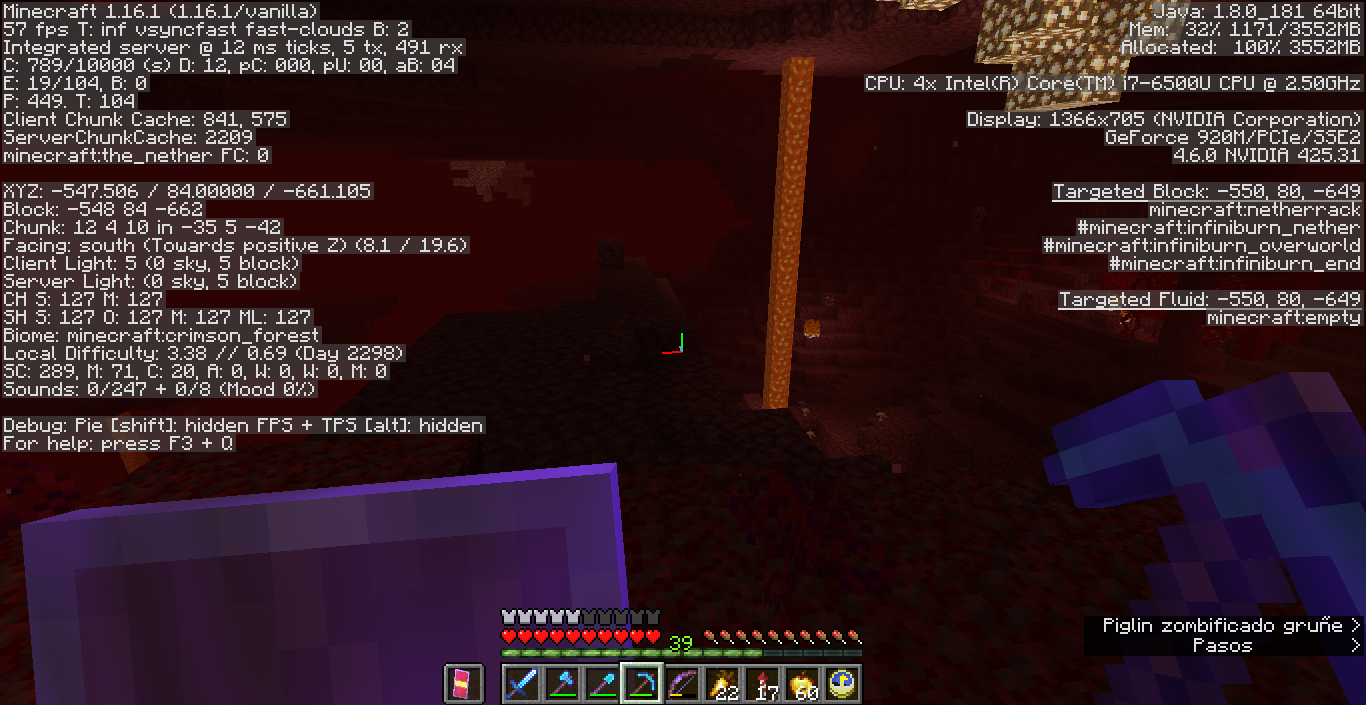 Minecraft 1.16.1 (1.16.1/vanilla)
57 fps T: inf vsyncfast fast-clouds B: 2
Integrated server @ 12 ms ticks, 5 tx, 491 rx
C: 789/10000 (s) D: 12, pC: 000, pU: 00, aB: 04
E: 19/104, B: 0
P: 449. T: 104
Client Chunk Cache: 841, 575
ServerChunkCache: 2209
minecraft:the_nether FC: 0
XYZ: -547.506 / 84.00000 / -661.105
Block: -548 84 -662
Chunk: 12 4 10 in -35 5 -42
Facing: south (Towards positive Z) (8.1 / 19.6)
Client Light: 5 (0 sky, 5 block)
Server Light: (0 sky, 5 block)
CH S: 127 M: 127
SH S: 127 O: 127 M: 127 ML: 127
Biome: minecraft:crimson_forest
Local Difficulty: 3.38 // 0.69 (Day 2298)
SC: 289, M: 71, C: 20, A: 0, W: 0, W: 0, M: 0
Sounds: 0/247 + 0/8 (Mood 0%)
Debug: Pie [shift]: hidden FPS + TPS [alt]: hidden
For help: press F3 + Q
Java: 1.8.0_181 64bit
Mem: 32% 1171/3552MB
Allocated: 100% 3552MB
CPU: 4x Intel(R) Core(TM) i7-6500U CPU @ 2.50GHz
Display: 1366x705 (NVIDIA Corporation)
GeForce 920M/PCIe/SSE2
4.6.0 NVIDIA 425.31
Targeted Block: -550, 80, -649
minecraft:netherrack
#minecraft:infiniburn_nether
#minecraft:infiniburn_overworld
#minecraft:infiniburn_end
Targeted Fluid: -550, 80, -649
minecraft:empty
Piglin zombificado gruñe >
Pasos >
39
22 17 60